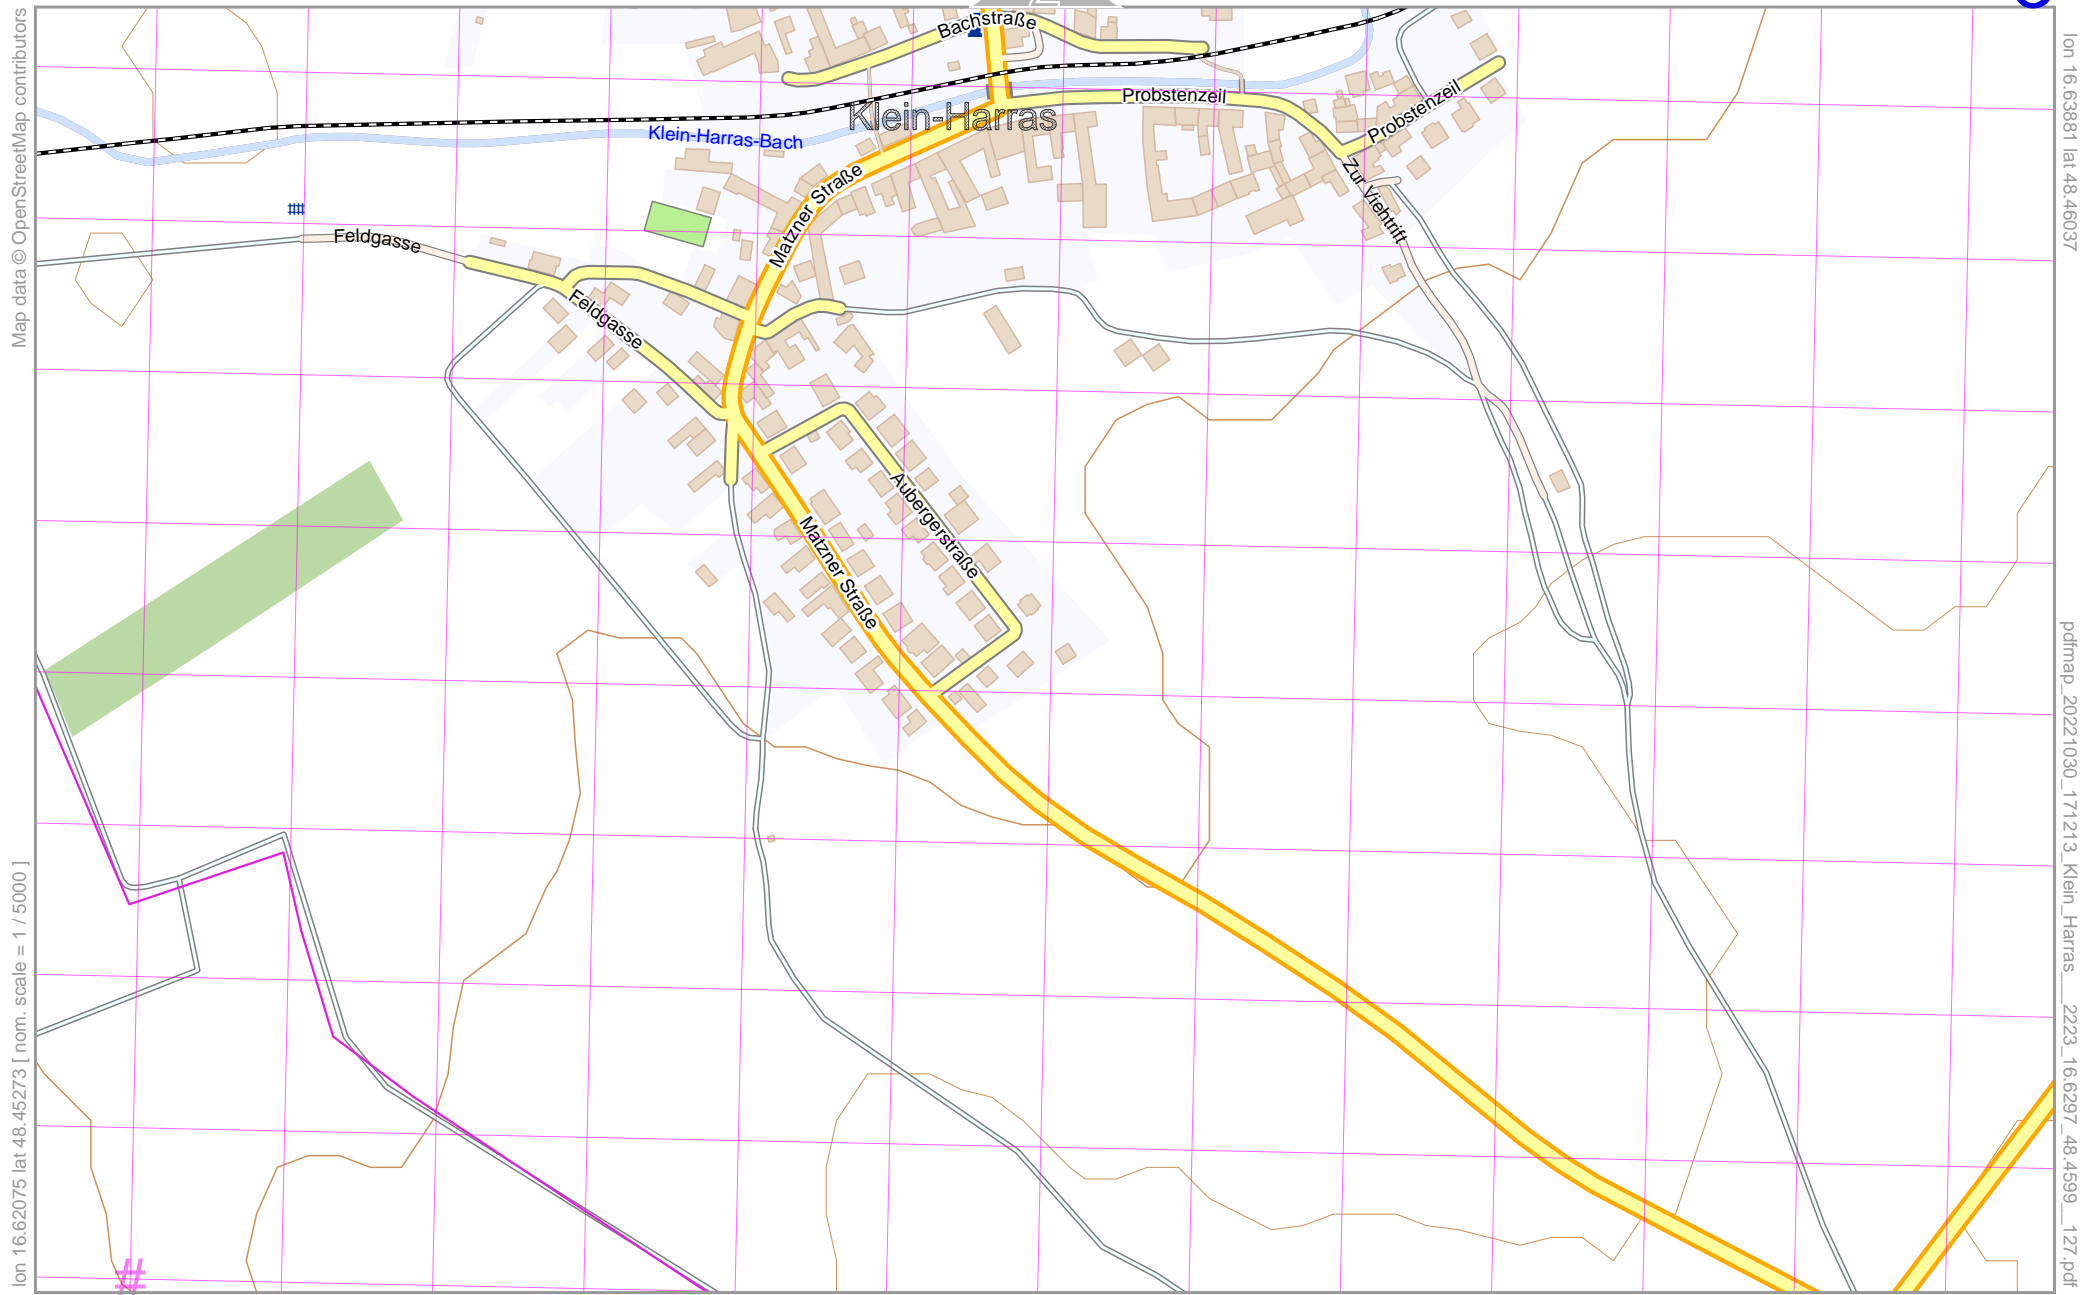 Map data © OpenStreetMap contributors
lon 16.62075 lat 48.45273 [ nom. scale = 1 / 5000 ]
lon 16.63881 lat 48.46037
pdfmap_20221030_171213_Klein_Harras___2223_16.6297_48.4599__127.pdf
Bachstraße
Probstenzeil
Probstenzeil
Klein-Harras
Klein-Harras-Bach
Matzner Straße
Zur Viehtrift
Feldgasse
Feldgasse
Aubergerstraße
Matzner Straße
#